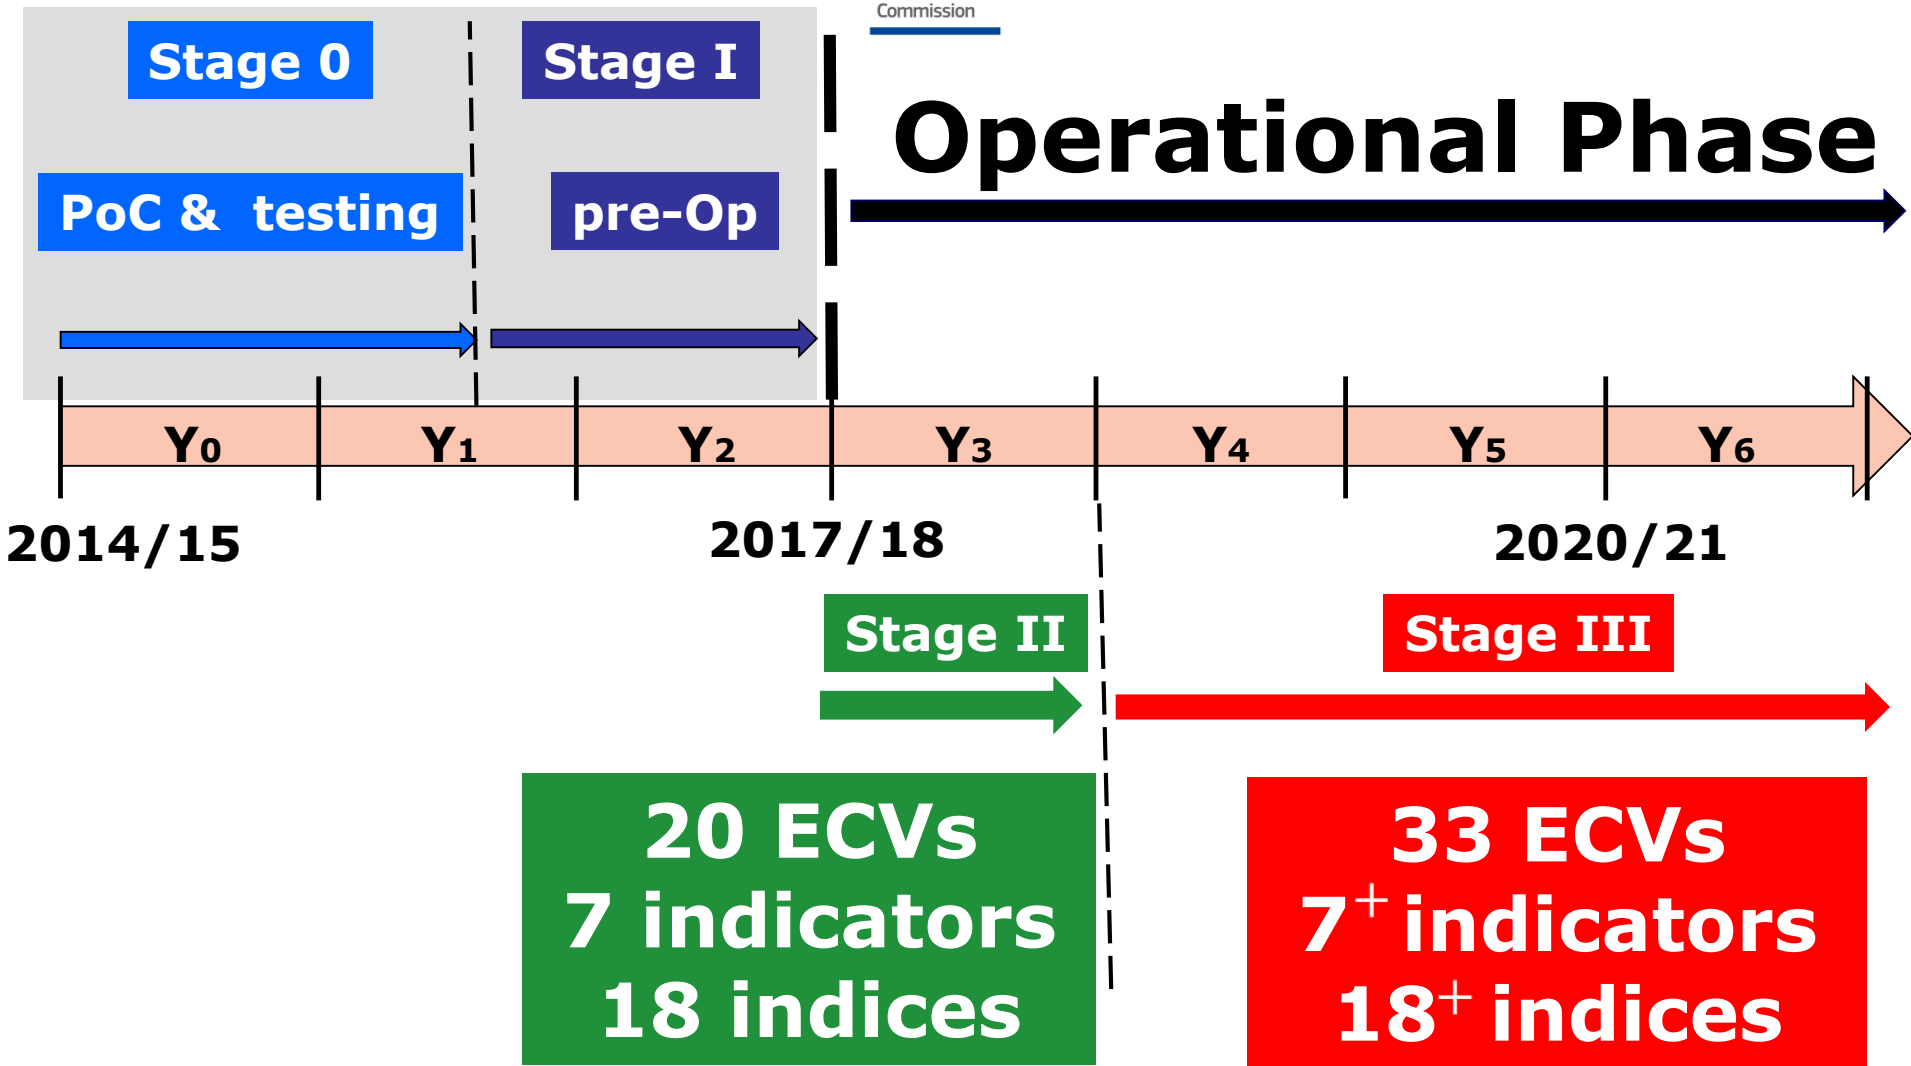 Commission
Stage 0
Stage I
Operational Phase
PoC & testing
pre-Op
Y0 Y1 Y2 Y3 Y4 Y5 Y6
2014/15 2017/18 2020/21
Stage II
Stage III
20 ECVs
7 indicators
18 indices
33 ECVs
7+ indicators
18+ indices